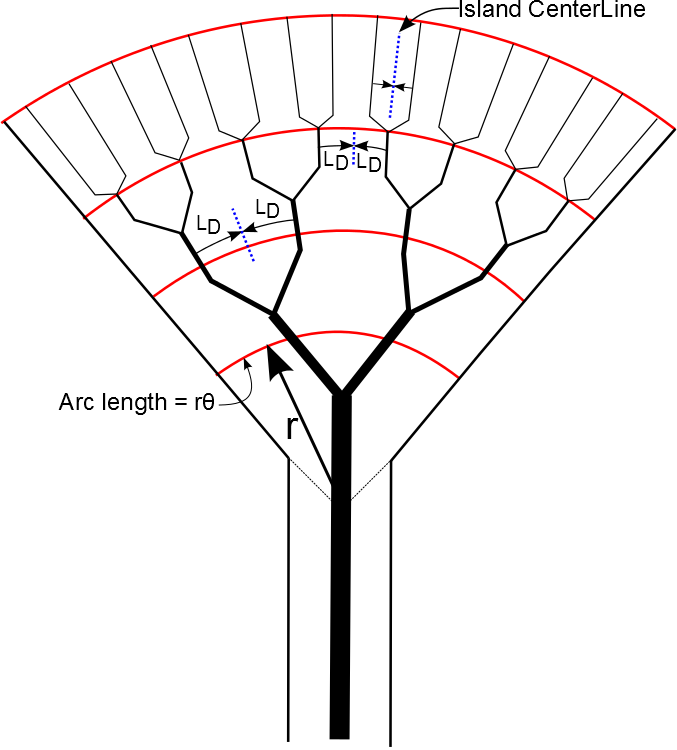 Island CenterLine
LD LD
LD LD
Arc length = rθ
r